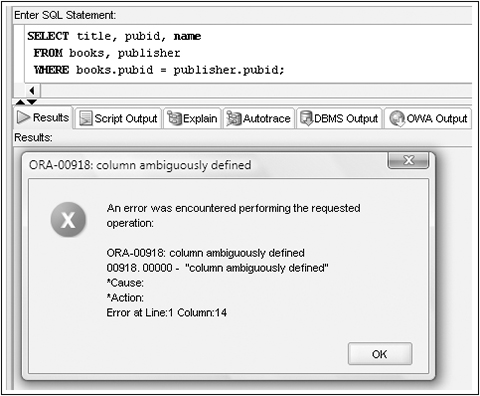 Enter SQL Statement:
SELECT title, pubid, name
FROM books, publisher
WHERE books.pubid = publisher.pubid;
Results Script Output Explain Autotrace DBMS Output OWA Output
Results:
ORA-00918: column ambiguously defined
An error was encountered performing the requested
operation:
ORA-00918: column ambiguously defined
00918. 00000 - "column ambiguously defined"
*Cause:
*Action:
Error at Line:1 Column:14
OK